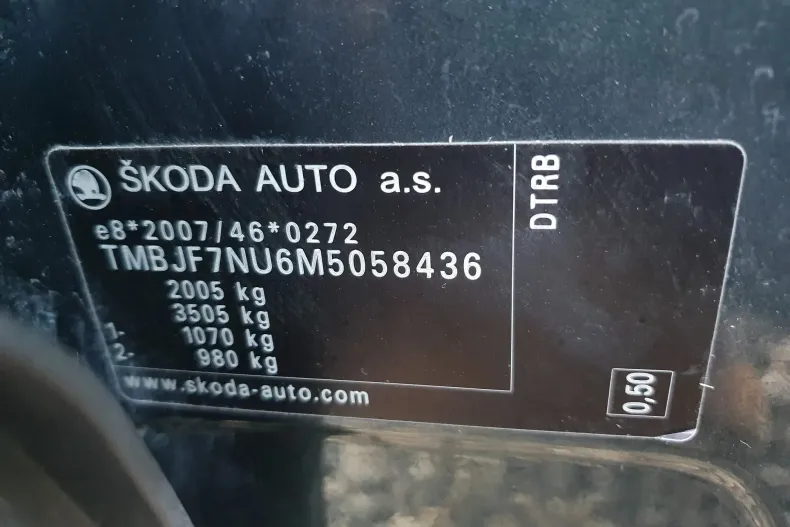 ŠKODA AUTO a.s.
e8*2007/46*0272
TMBJF7NU6M5058436
2005 kg
3505 kg
1- 1070 kg
2- 980 kg
www.skoda-auto.com
DTRB
0,50